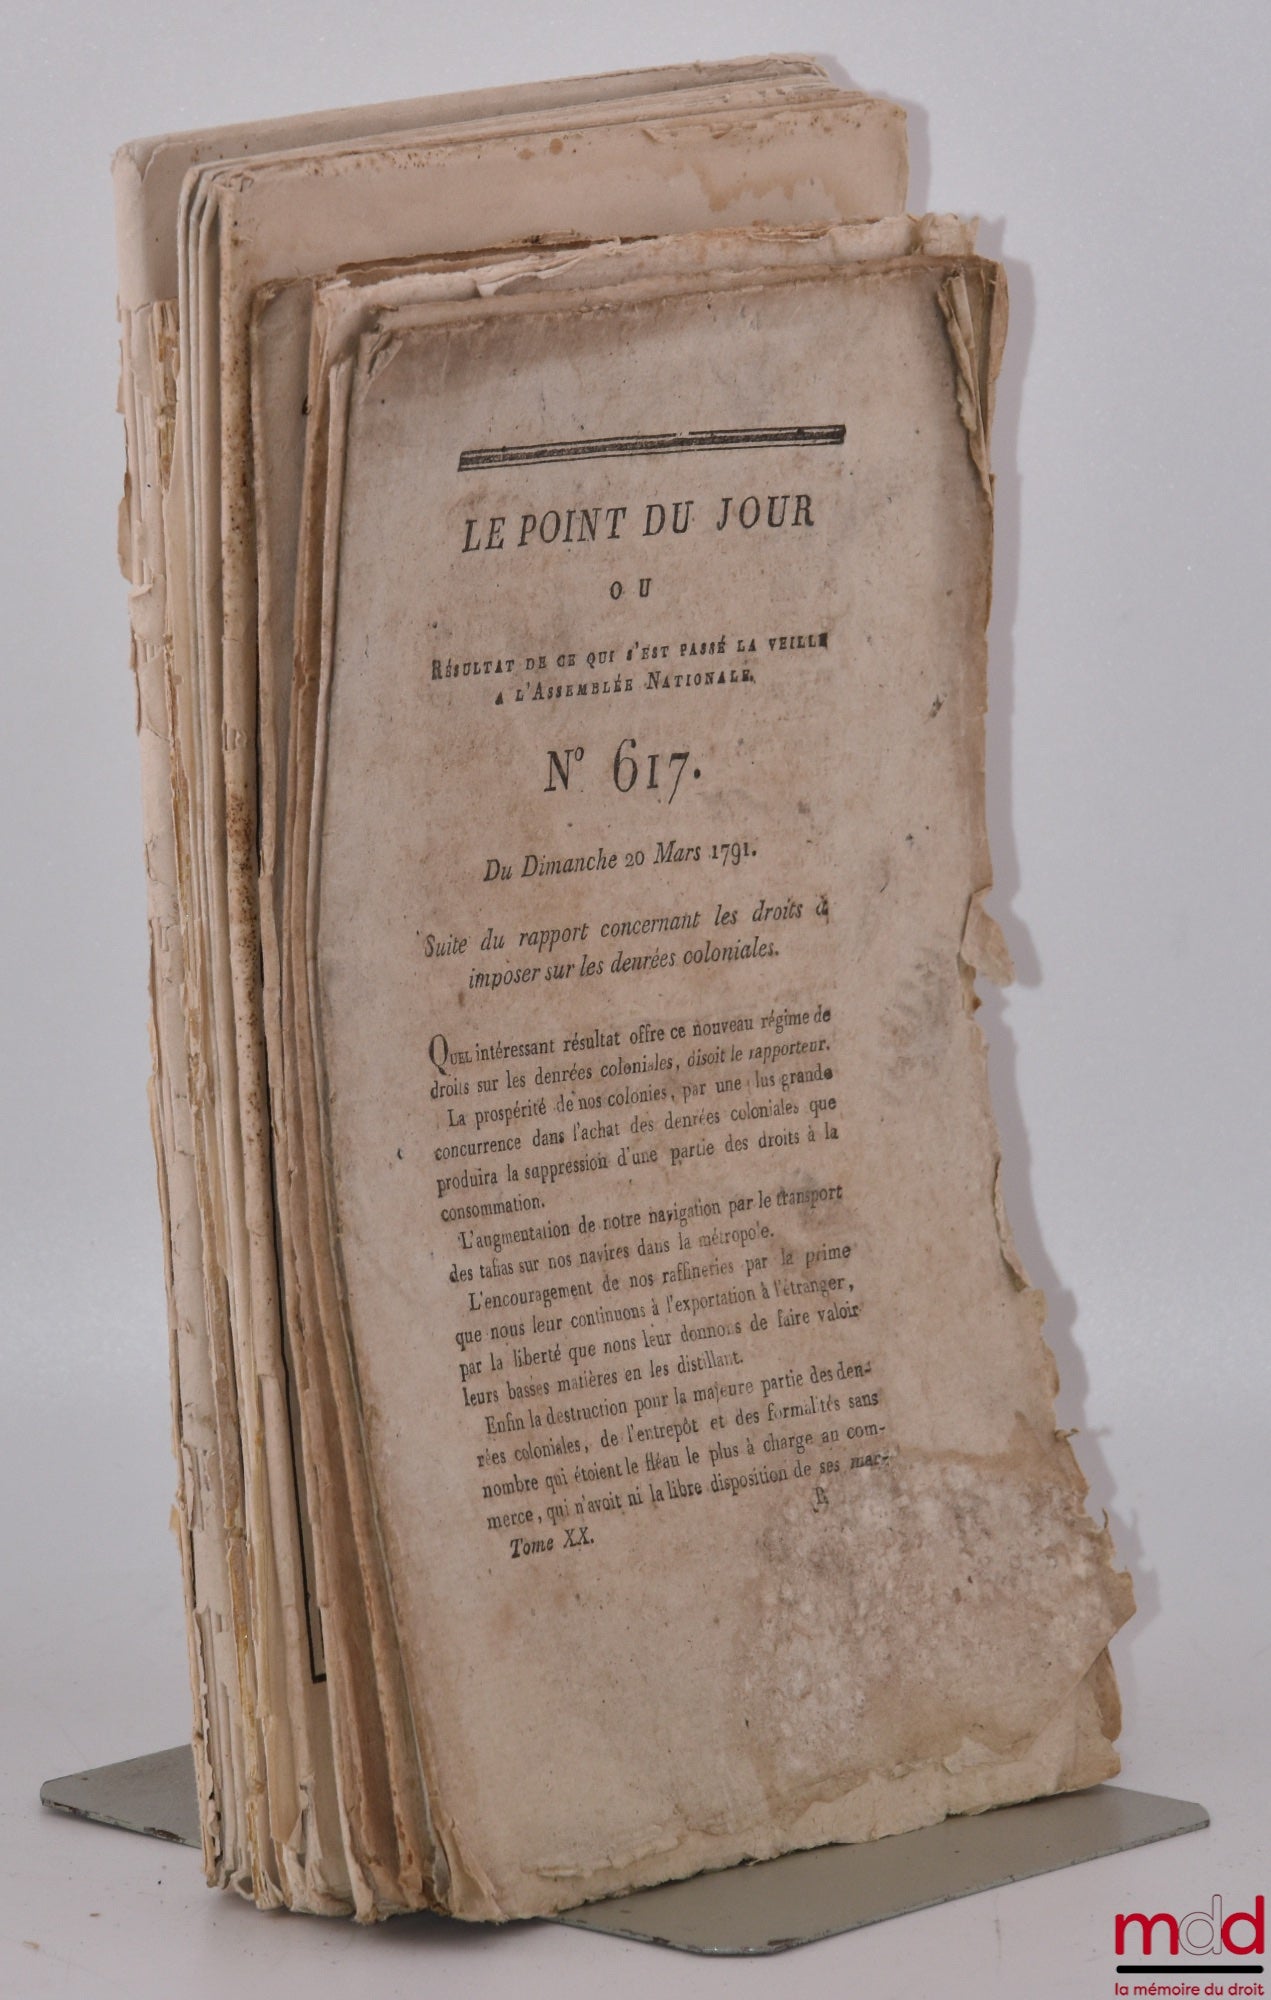 LE POINT DU JOUR
OU
RÉSULTAT DE CE QUI S'EST PASSÉ LA VEILLE
A L'ASSEMBLÉE NATIONALE.
Nº 617.
Du Dimanche 20 Mars 1791.
Suite du rapport concernant les droits à
imposer sur les denrées coloniales.
QUEL intéressant résultat offre ce nouveau régime de
droits sur les denrées coloniales, disoit le rapporteur.
La prospérité de nos colonies, par une lus grande
concurrence dans l'achat des denrées coloniales que
produira la suppression d'une partie des droits à la
consommation.
L'augmentation de notre navigation par le transport
des tafias sur nos navires dans la métropole.
L'encouragement de nos raffineries par la prime
que nous leur continuons à l'exportation à l'étranger,
par la liberté que nous leur donnons de faire valoir
leurs basses matières en les distillant.
Enfin la destruction pour la majeure partie des den-
rées coloniales, de l'entrepôt et des formalités sans
nombre qui étoient le fléau le plus à charge au com-
merce, qui n'avoit ni la libre disposition de ses mar-
Tome XX. B
mdd
la mémoire du droit